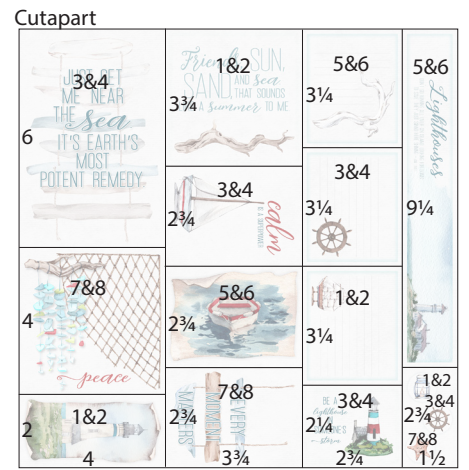 Cutapart
3&4
JUST GET
ME NEAR
THE sea
IT'S EARTH'S
MOST
POTENT REMEDY.
6
1&2
SUN,
SAND, AND sea
THAT SOUNDS
A summer TO ME
3¾
5&6
3¼
5&6
Lighthouses
9¼
3&4
calm
IS A SUPERPOWER
2¾
3&4
3¼
7&8
4
peace
5&6
2¾
1&2
3¼
1&2
2
4
7&8
2¾
3¾
3&4
BE A
lighthouse
2¼
storm
2¾
1&2
3&4
2¾
7&8
1½